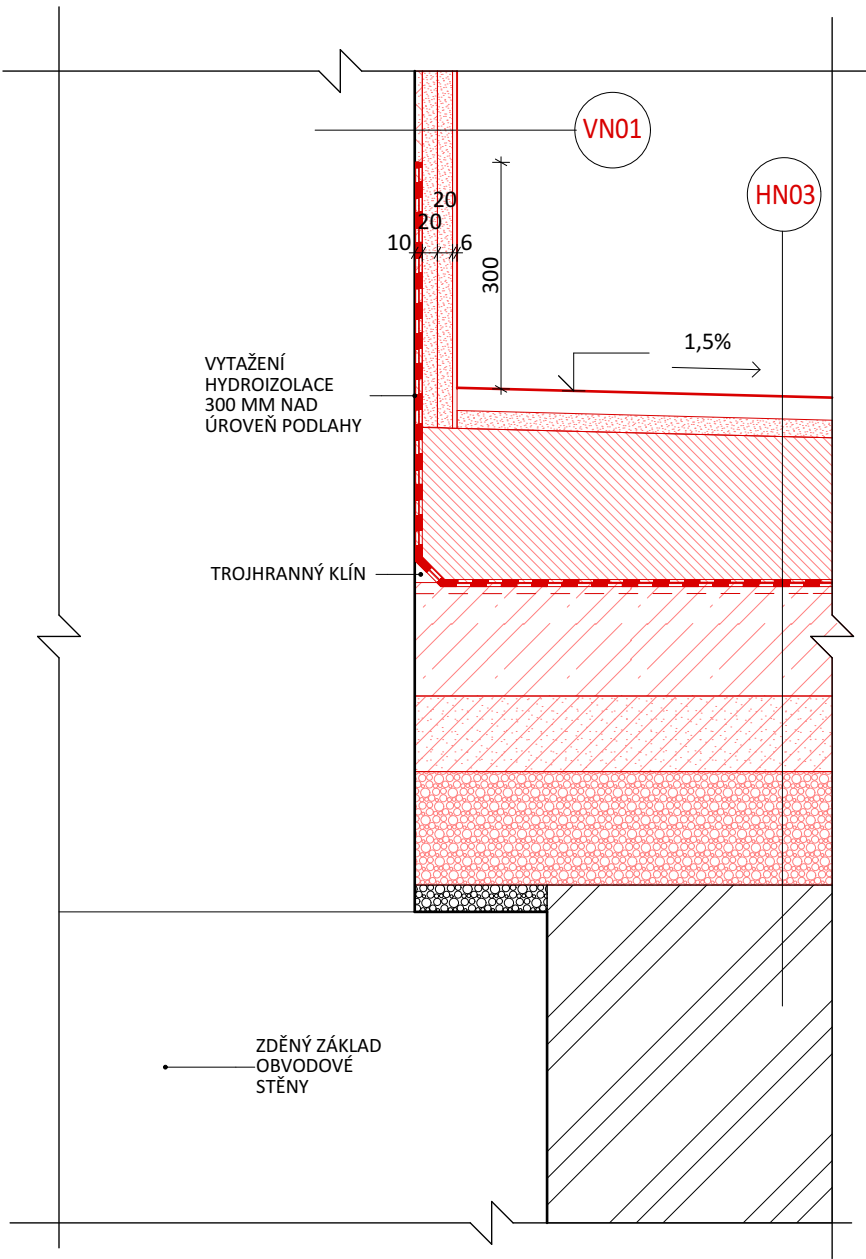 VN01
HN03
20
20
10
6
300
1,5%
VYTAŽENÍ
HYDROIZOLACE
300 MM NAD
ÚROVEŇ PODLAHY
TROJHRANNÝ KLÍN
ZDĚNÝ ZÁKLAD
OBVODOVÉ
STĚNY